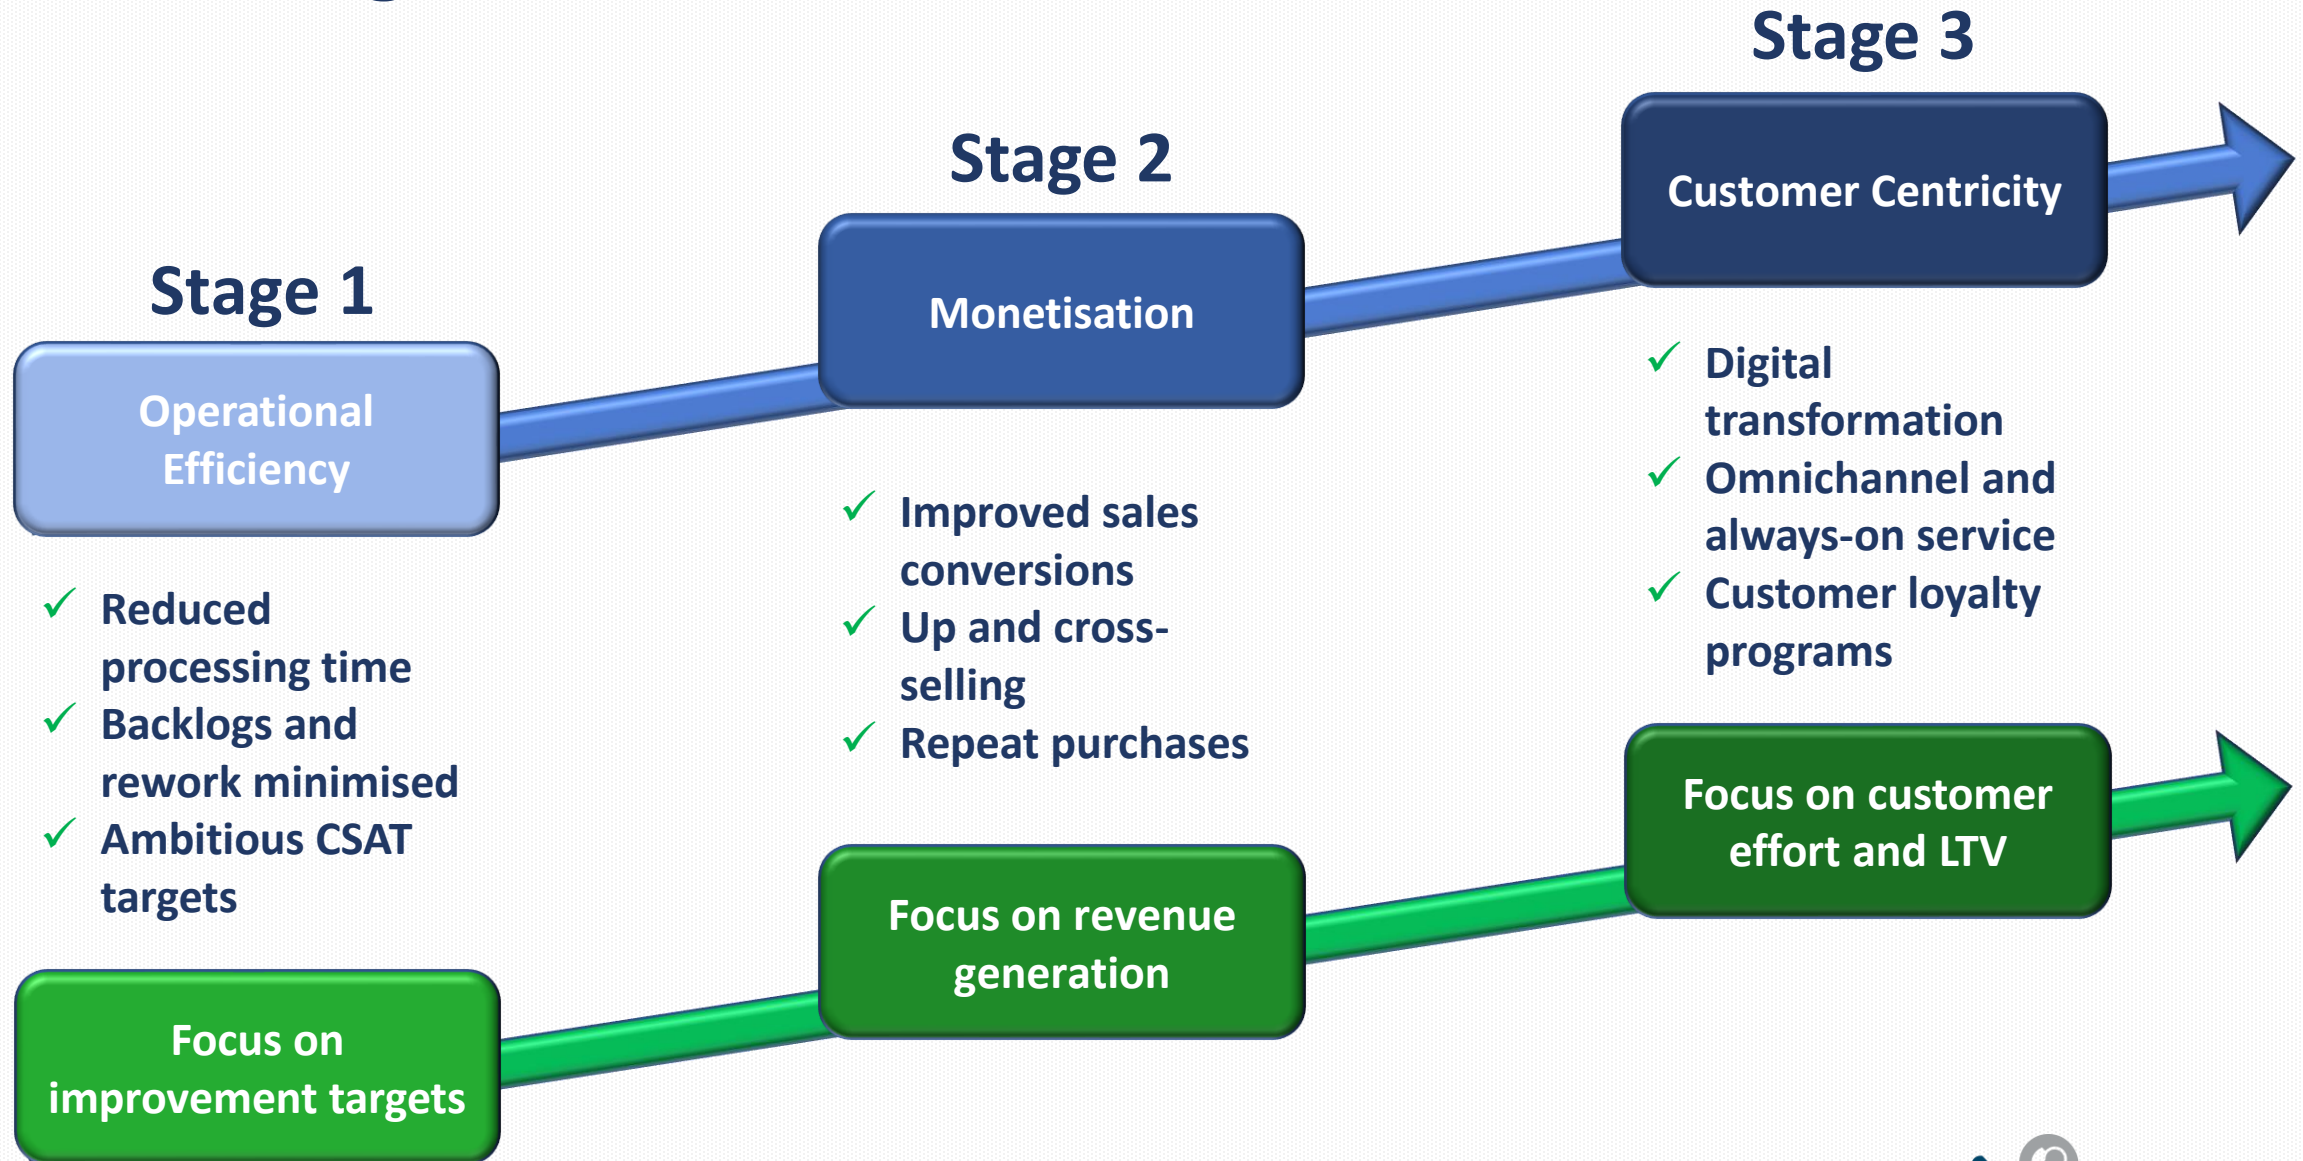 Stage 1
Operational
Efficiency
✓ Reduced
processing time
✓ Backlogs and
rework minimised
✓ Ambitious CSAT
targets
Focus on
improvement targets
Stage 2
Monetisation
✓ Improved sales
conversions
✓ Up and cross-
selling
✓ Repeat purchases
Focus on revenue
generation
Stage 3
Customer Centricity
✓ Digital
transformation
✓ Omnichannel and
always-on service
✓ Customer loyalty
programs
Focus on customer
effort and LTV